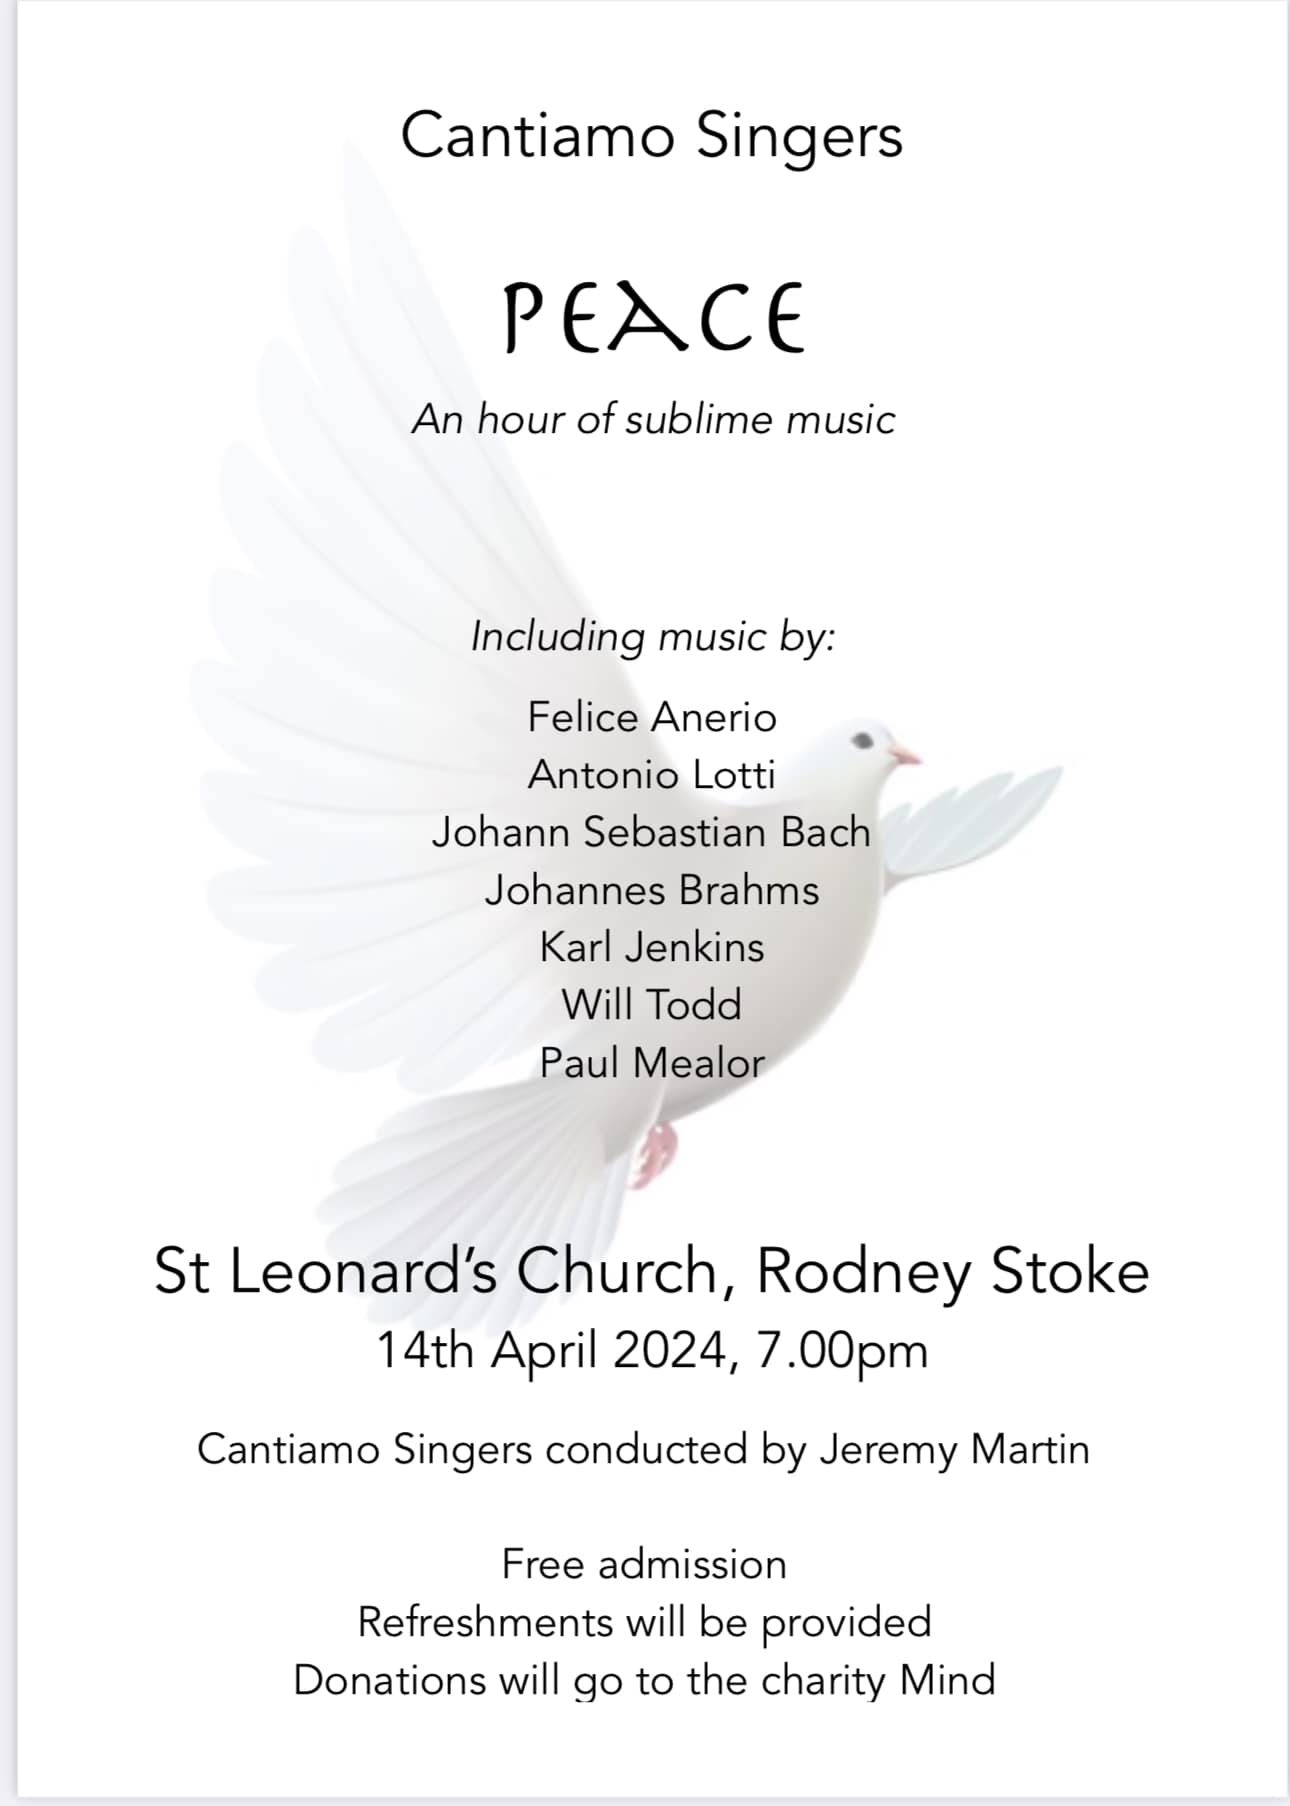 Cantiamo Singers
PEACE
An hour of sublime music
Including music by:
Felice Anerio
Antonio Lotti
Johann Sebastian Bach
Johannes Brahms
Karl Jenkins
Will Todd
Paul Mealor
St Leonard’s Church, Rodney Stoke
14th April 2024, 7.00pm
Cantiamo Singers conducted by Jeremy Martin
Free admission
Refreshments will be provided
Donations will go to the charity Mind